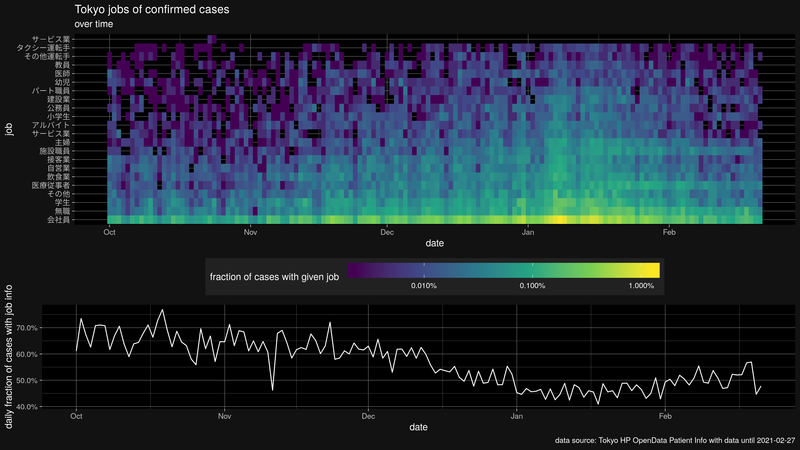 Tokyo jobs of confirmed cases
over time
job
サービス業
タクシー運転手
その他運転手
教員
医師
幼児
パート職員
建設業
公務員
小学生
アルバイト
サービス業
主婦
施設職員
接客業
自営業
飲食業
医療従事者
その他
学生
無職
会社員
Oct Nov Dec Jan Feb
date
fraction of cases with given job
0.010% 0.100% 1.000%
daily fraction of cases with job info
70.0%
60.0%
50.0%
40.0%
Oct Nov Dec Jan Feb
date
data source: Tokyo HP OpenData Patient Info with data until 2021-02-27